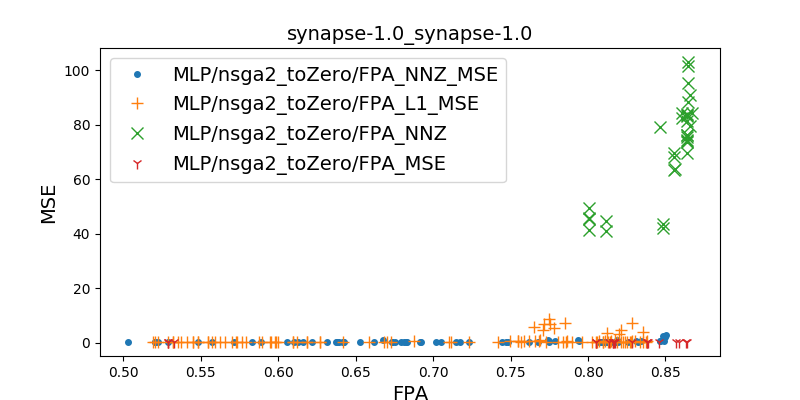 synapse-1.0_synapse-1.0
MLP/nsga2_toZero/FPA_NNZ_MSE
MLP/nsga2_toZero/FPA_L1_MSE
MLP/nsga2_toZero/FPA_NNZ
MLP/nsga2_toZero/FPA_MSE
MSE
100
80
60
40
20
0
0.50 0.55 0.60 0.65 0.70 0.75 0.80 0.85
FPA